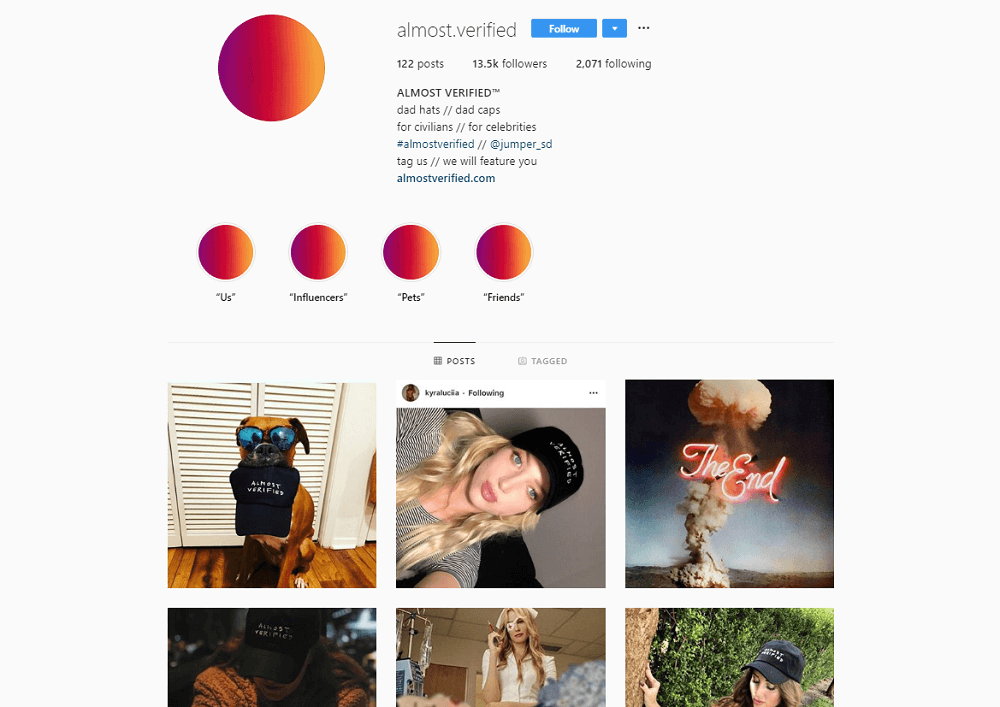 almost.verified Follow
122 posts 13.5k followers 2,071 following
ALMOST VERIFIED™
dad hats // dad caps
for civilians // for celebrities
#almostverified // @jumper_sd
tag us // we will feature you
almostverified.com
“Us” “Influencers” “Pets” “Friends”
POSTS TAGGED
kyraluciia · Following
ALMOST
VERIFIED
ALMOST
VERIFIED
The End
ALMOST
VERIFIED
ALMOST
VERIFIED